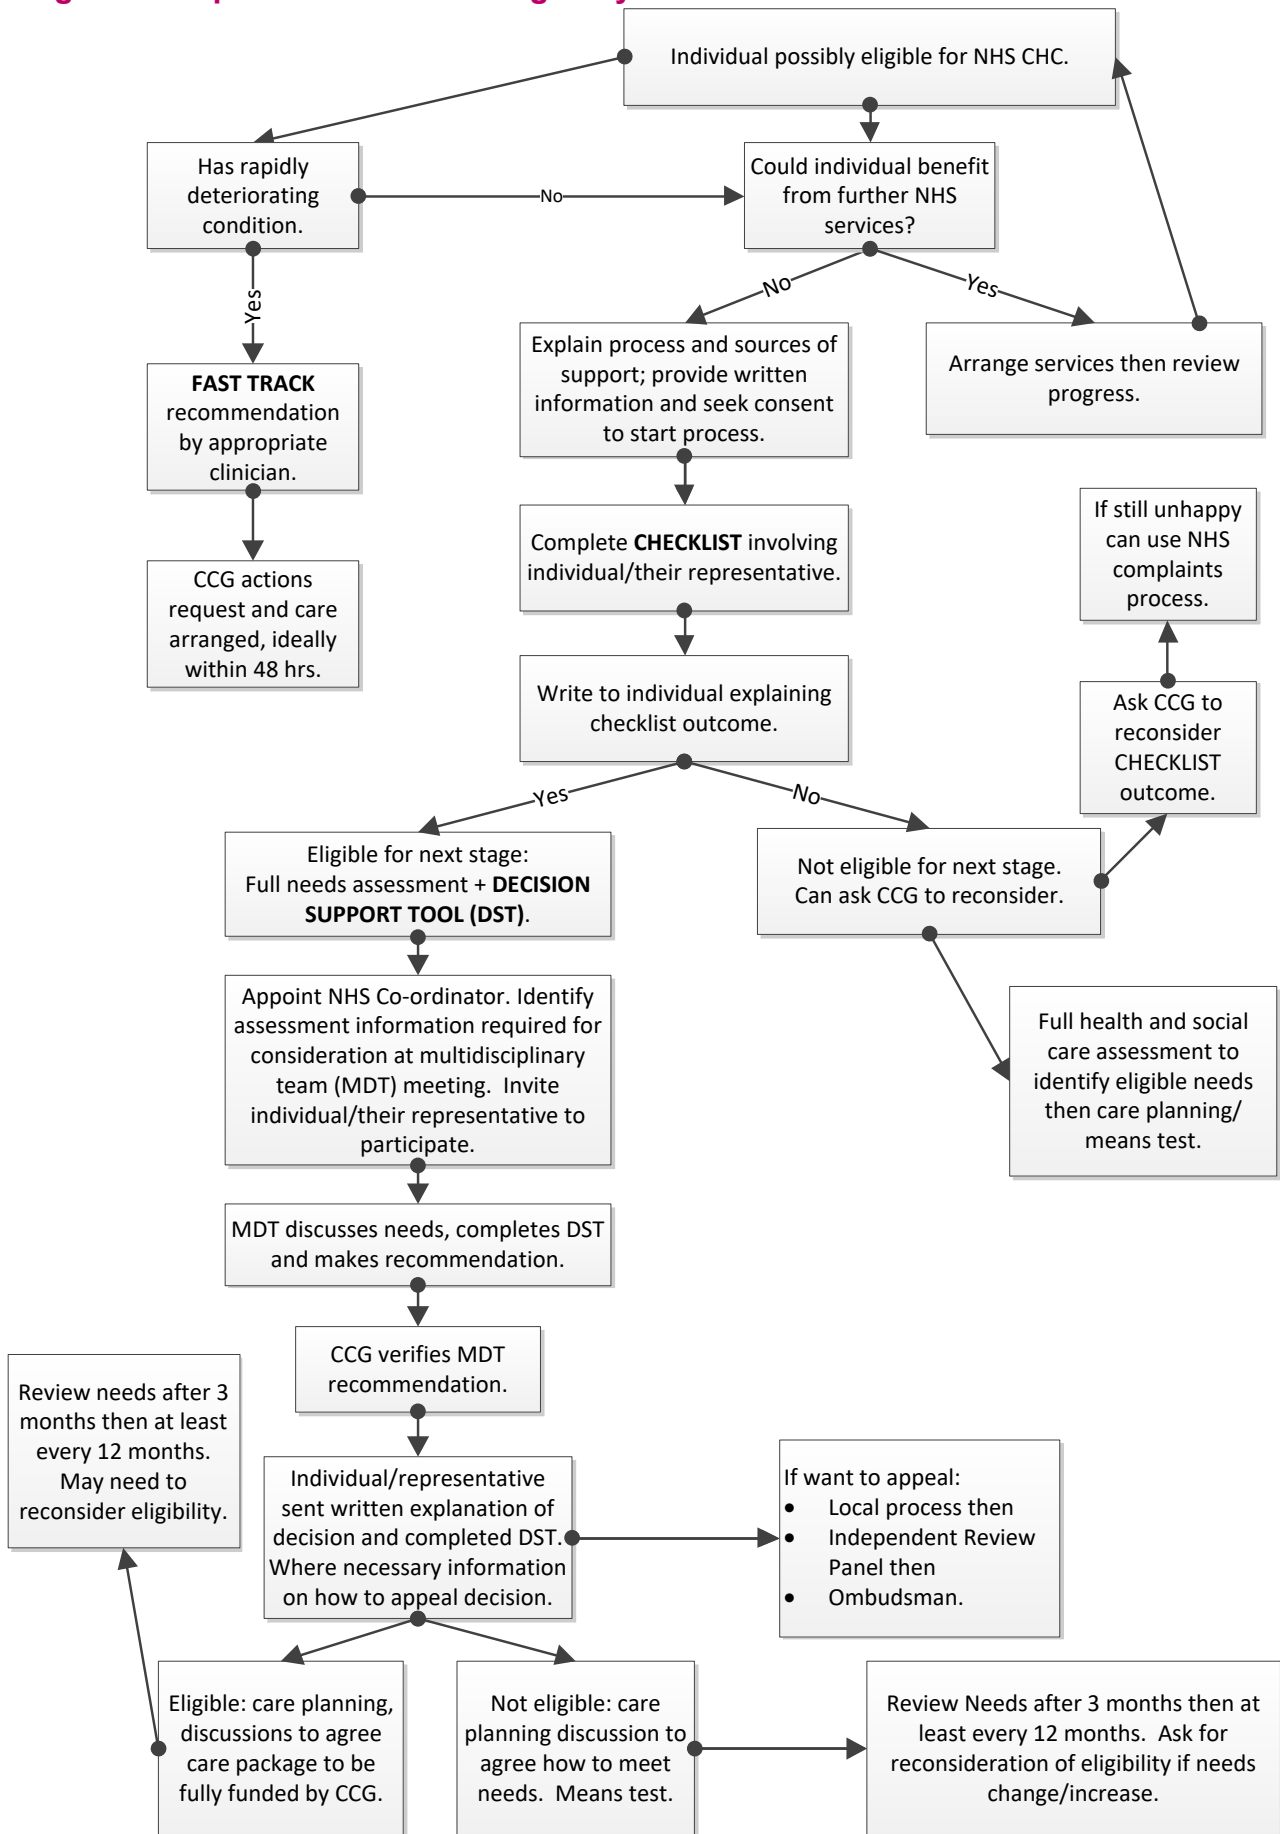 Individual possibly eligible for NHS CHC.
Has rapidly
deteriorating
condition.
No
Could individual benefit
from further NHS
services?
Yes
No
Yes
FAST TRACK
recommendation
by appropriate
clinician.
Explain process and sources of
support; provide written
information and seek consent
to start process.
Arrange services then review
progress.
CCG actions
request and care
arranged, ideally
within 48 hrs.
Complete CHECKLIST involving
individual/their representative.
If still unhappy
can use NHS
complaints
process.
Write to individual explaining
checklist outcome.
Ask CCG to
reconsider
CHECKLIST
outcome.
Yes
No
Eligible for next stage:
Full needs assessment + DECISION
SUPPORT TOOL (DST).
Not eligible for next stage.
Can ask CCG to reconsider.
Appoint NHS Co-ordinator. Identify
assessment information required for
consideration at multidisciplinary
team (MDT) meeting. Invite
individual/their representative to
participate.
Full health and social
care assessment to
identify eligible needs
then care planning/
means test.
MDT discusses needs, completes DST
and makes recommendation.
CCG verifies MDT
recommendation.
Review needs after 3
months then at least
every 12 months.
May need to
reconsider eligibility.
Individual/representative
sent written explanation of
decision and completed DST.
Where necessary information
on how to appeal decision.
If want to appeal:
• Local process then
• Independent Review
Panel then
• Ombudsman.
Eligible: care planning,
discussions to agree
care package to be
fully funded by CCG.
Not eligible: care
planning discussion to
agree how to meet
needs. Means test.
Review Needs after 3 months then at
least every 12 months. Ask for
reconsideration of eligibility if needs
change/increase.